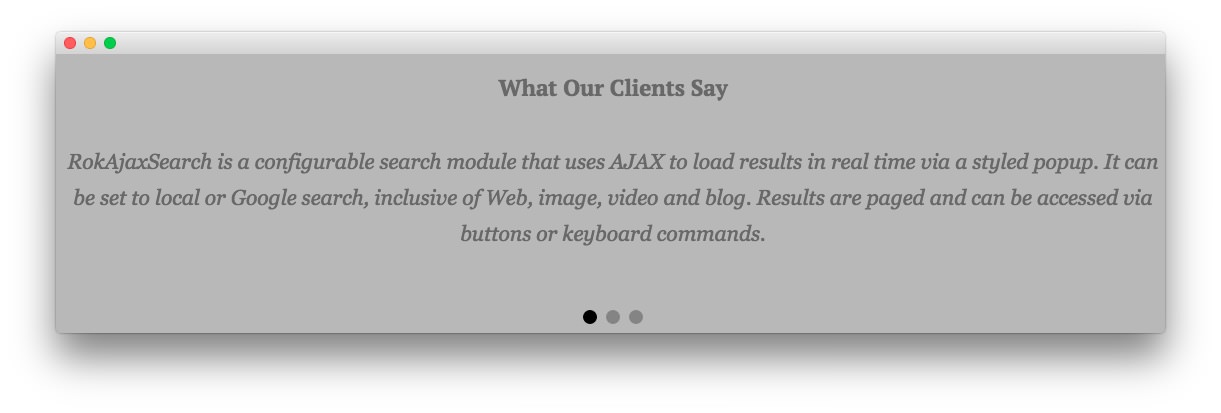 What Our Clients Say
RokAjaxSearch is a configurable search module that uses AJAX to load results in real time via a styled popup. It can
be set to local or Google search, inclusive of Web, image, video and blog. Results are paged and can be accessed via
buttons or keyboard commands.